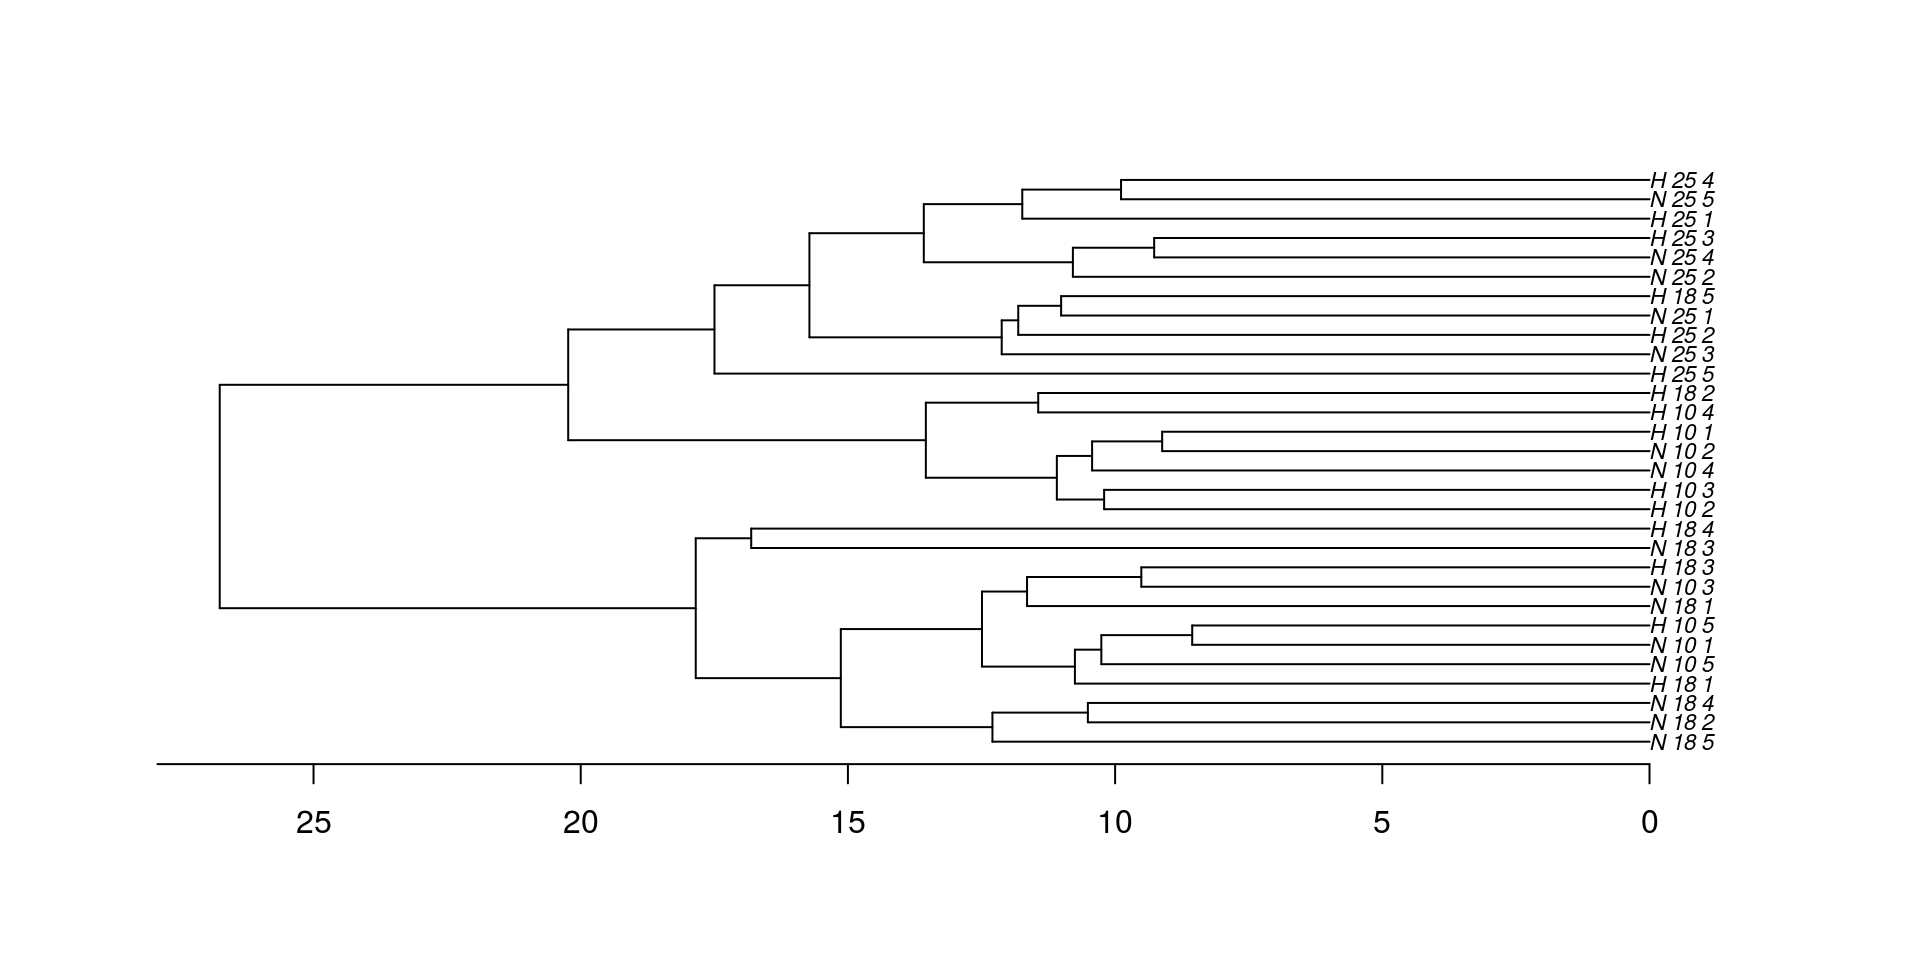 H 25 4
N 25 5
H 25 1
H 25 3
N 25 4
N 25 2
H 18 5
N 25 1
H 25 2
N 25 3
H 25 5
H 18 2
H 10 4
H 10 1
N 10 2
N 10 4
H 10 3
H 10 2
H 18 4
N 18 3
H 18 3
N 10 3
N 18 1
H 10 5
N 10 1
N 10 5
H 18 1
N 18 4
N 18 2
N 18 5
25 20 15 10 5 0